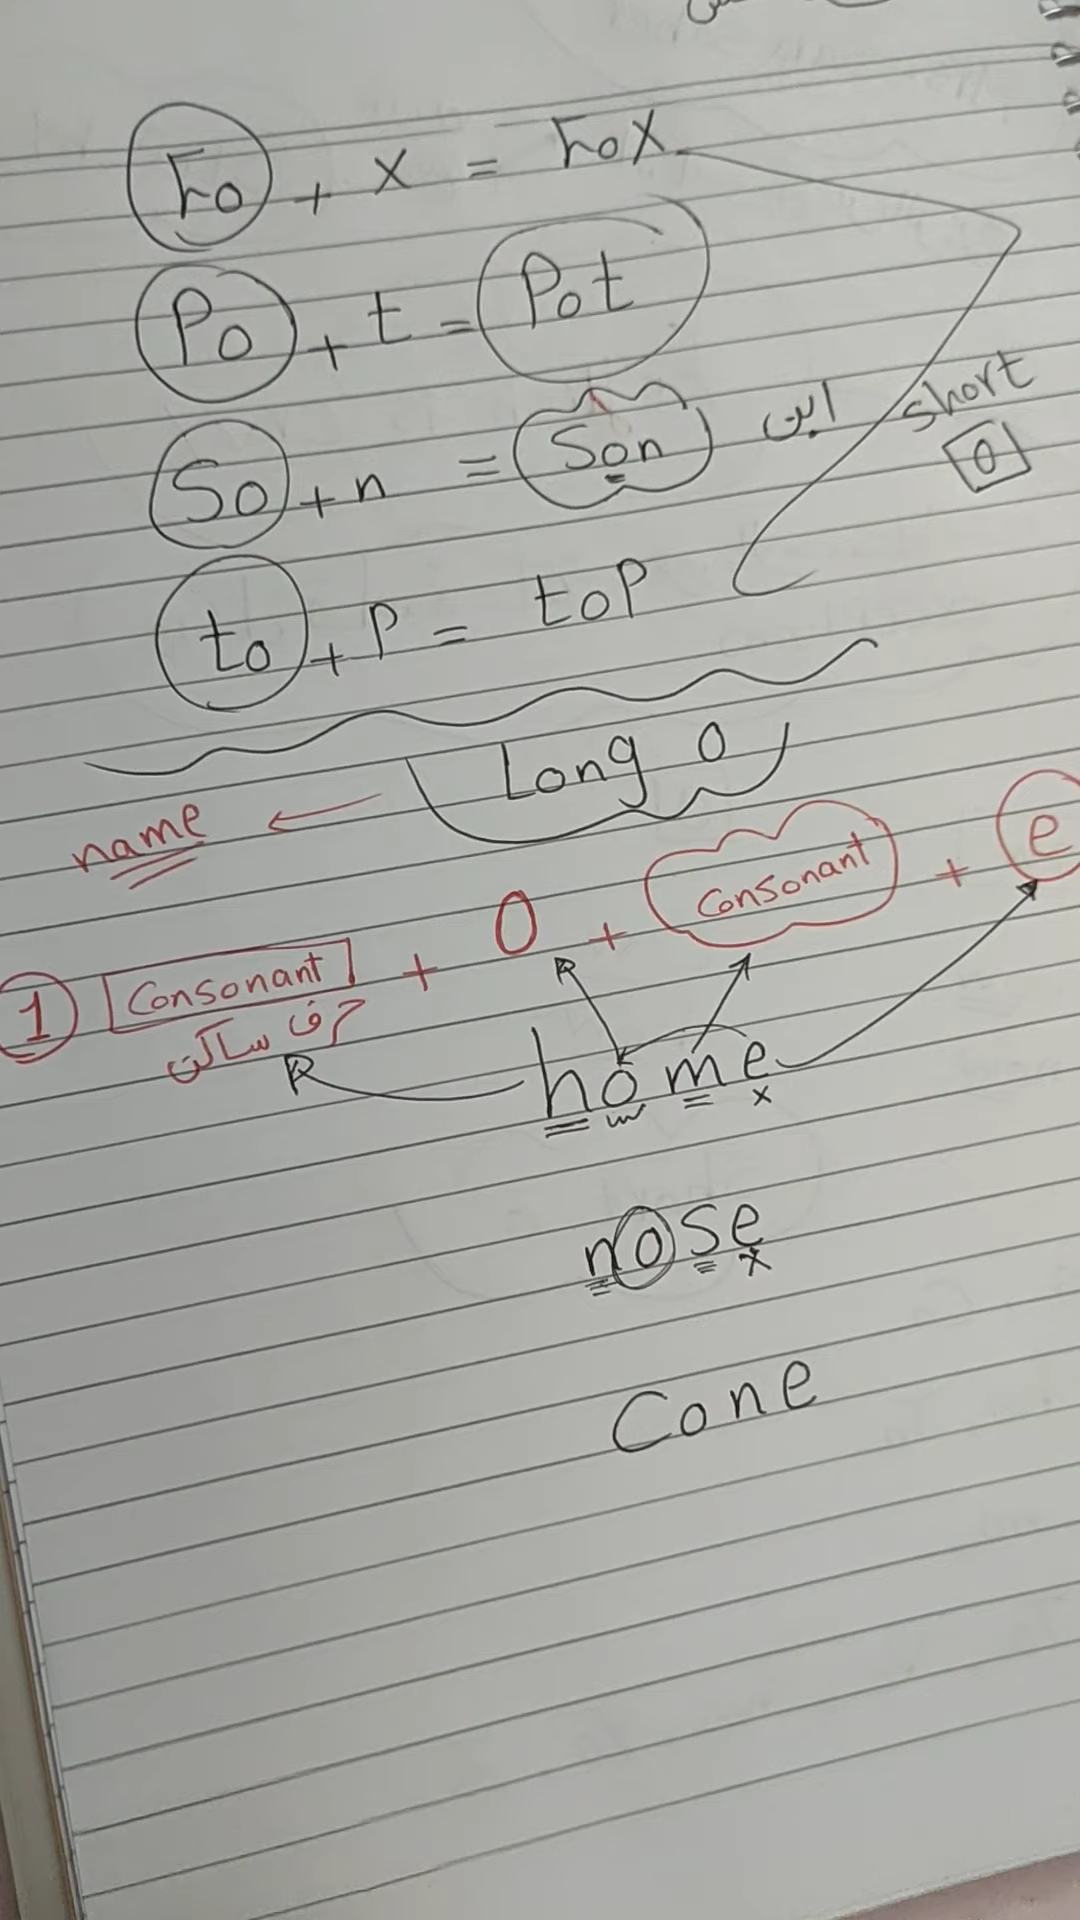 Fo + x = Fox
Po + t = Pot
So + n = Son ابن short
o
to + P = toP
Long o
name
1 Consonant + O + Consonant + e
حرف ساكن
home
x
nose
x
Cone